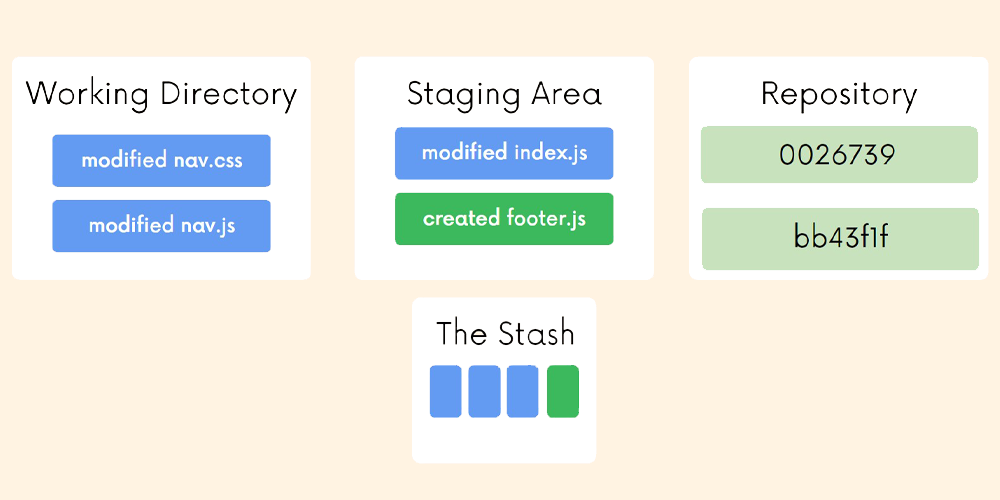 Working Directory
modified nav.css
modified nav.js
Staging Area
modified index.js
created footer.js
Repository
0026739
bb43f1f
The Stash